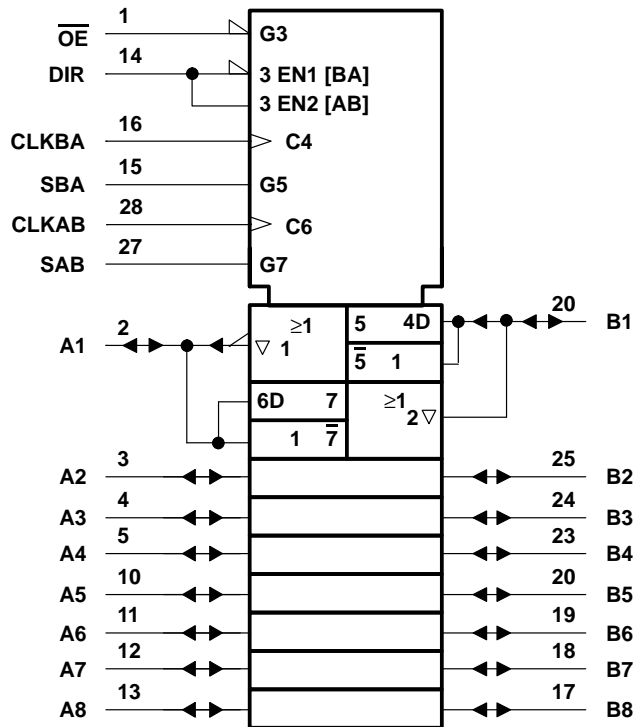 1
OE G3
14
DIR 3 EN1 [BA]
3 EN2 [AB]
16
CLKBA C4
15
SBA G5
28
CLKAB C6
27
SAB G7
2 ≥1 5 4D 20
A1 1 B1
5 1
6D 7 ≥1
2
1 7
3 25
A2 B2
4 24
A3 B3
5 23
A4 B4
10 20
A5 B5
11 19
A6 B6
12 18
A7 B7
13 17
A8 B8